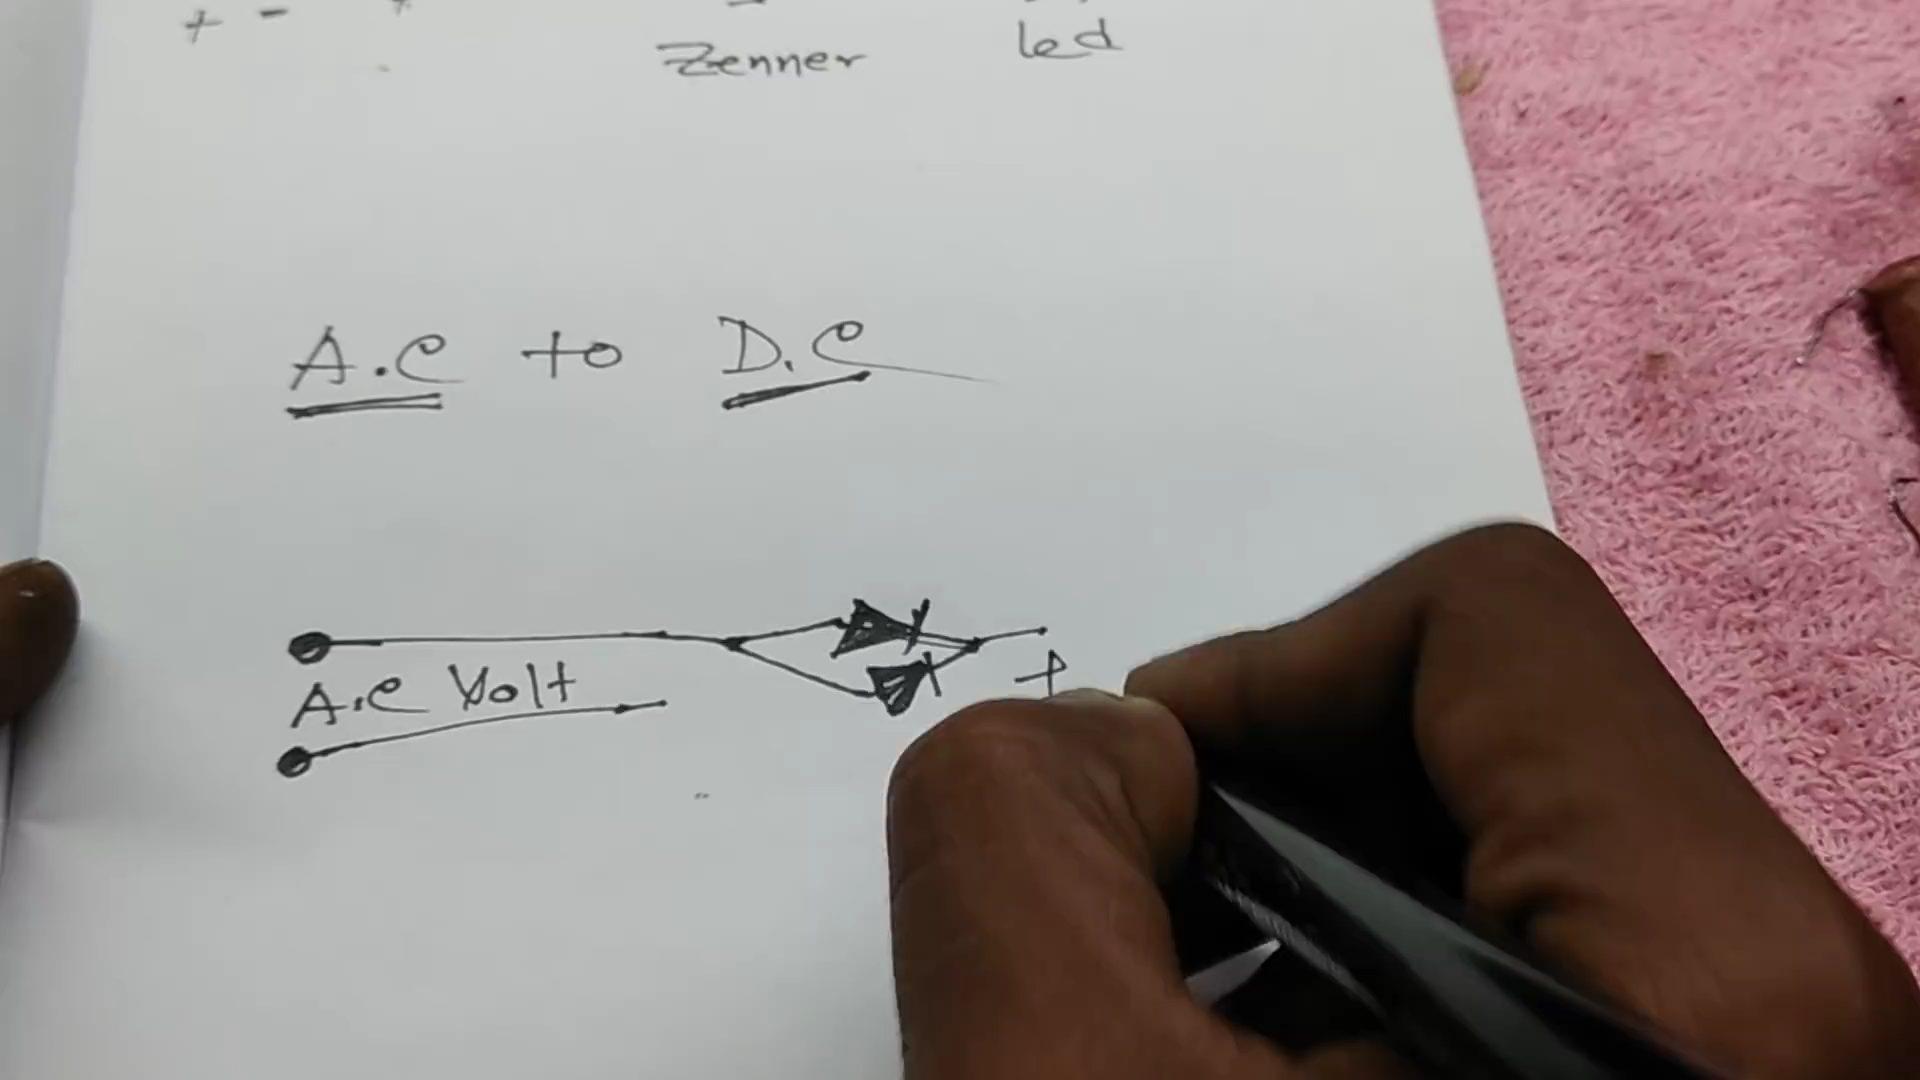 + - +
Zenner led
A.C to D.C
A.C Volt
+